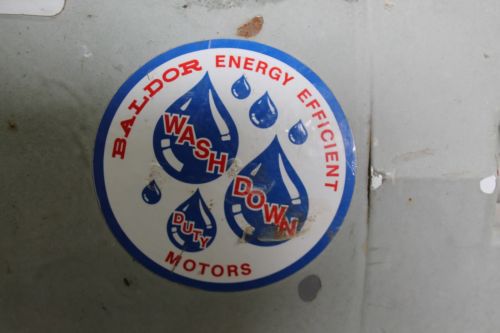 BALDOR ENERGY EFFICIENT
WASH
DOWN
DUTY
MOTORS